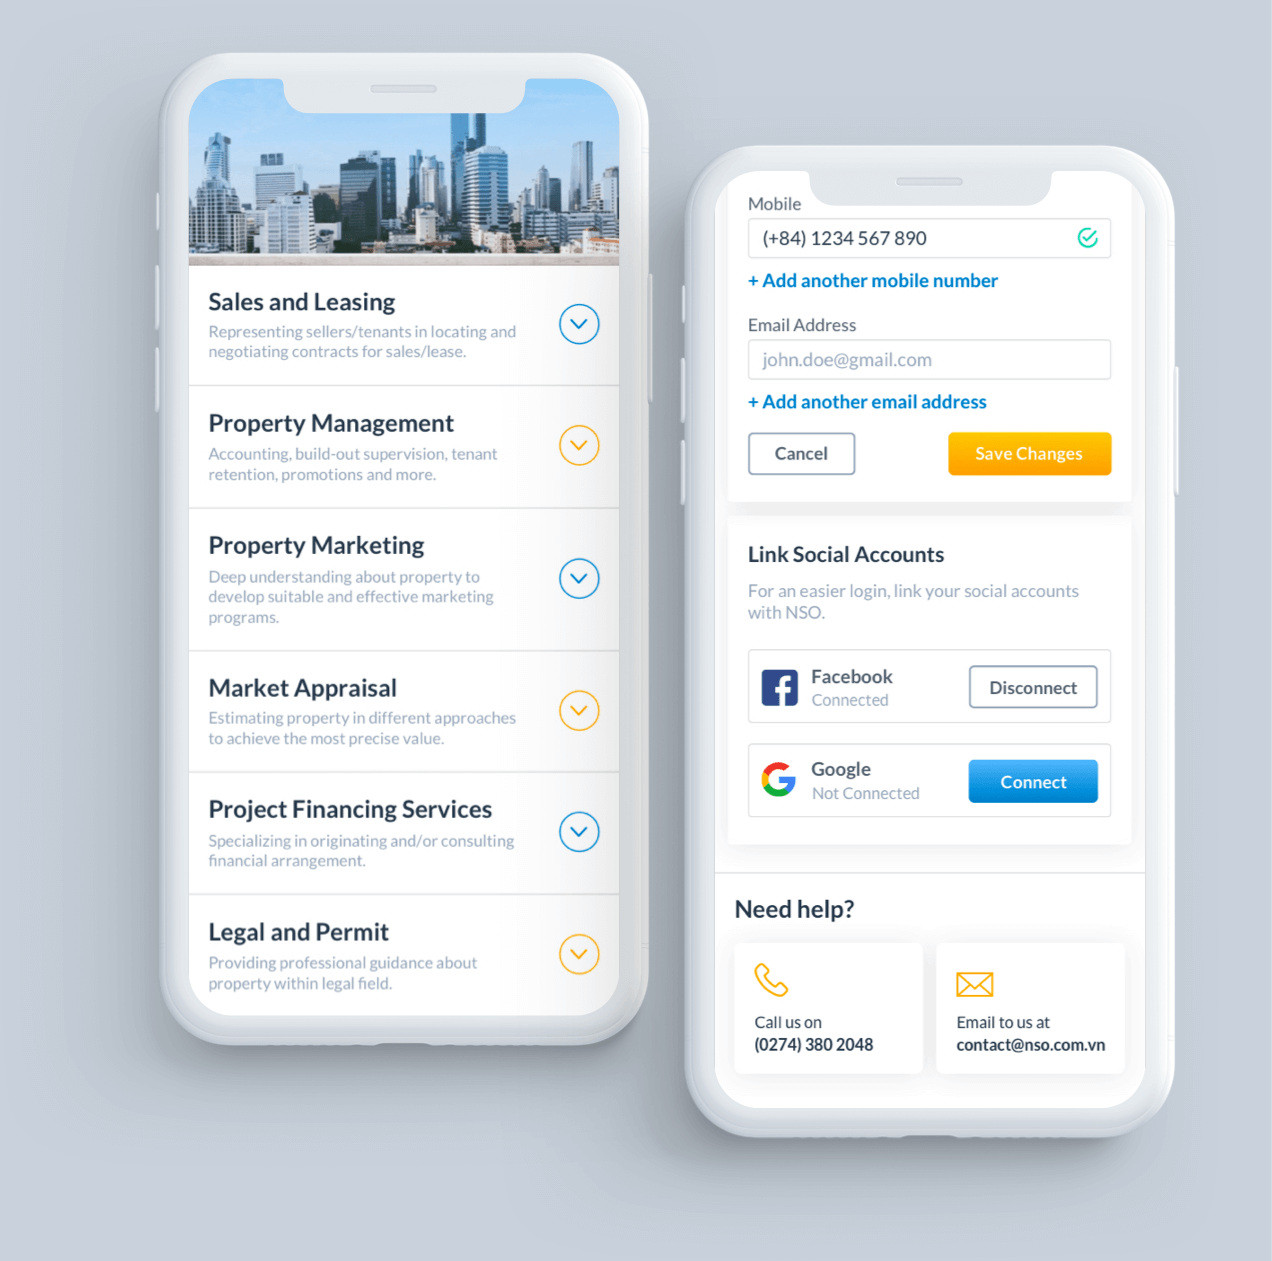 Sales and Leasing
Representing sellers/tenants in locating and
negotiating contracts for sales/lease.
Property Management
Accounting, build-out supervision, tenant
retention, promotions and more.
Property Marketing
Deep understanding about property to
develop suitable and effective marketing
programs.
Market Appraisal
Estimating property in different approaches
to achieve the most precise value.
Project Financing Services
Specializing in originating and/or consulting
financial arrangement.
Legal and Permit
Providing professional guidance about
property within legal field.
Mobile
(+84) 1234 567 890
+ Add another mobile number
Email Address
john.doe@gmail.com
+ Add another email address
Cancel
Save Changes
Link Social Accounts
For an easier login, link your social accounts
with NSO.
Facebook
Connected
Disconnect
Google
Not Connected
Connect
Need help?
Call us on
(0274) 380 2048
Email to us at
contact@nso.com.vn